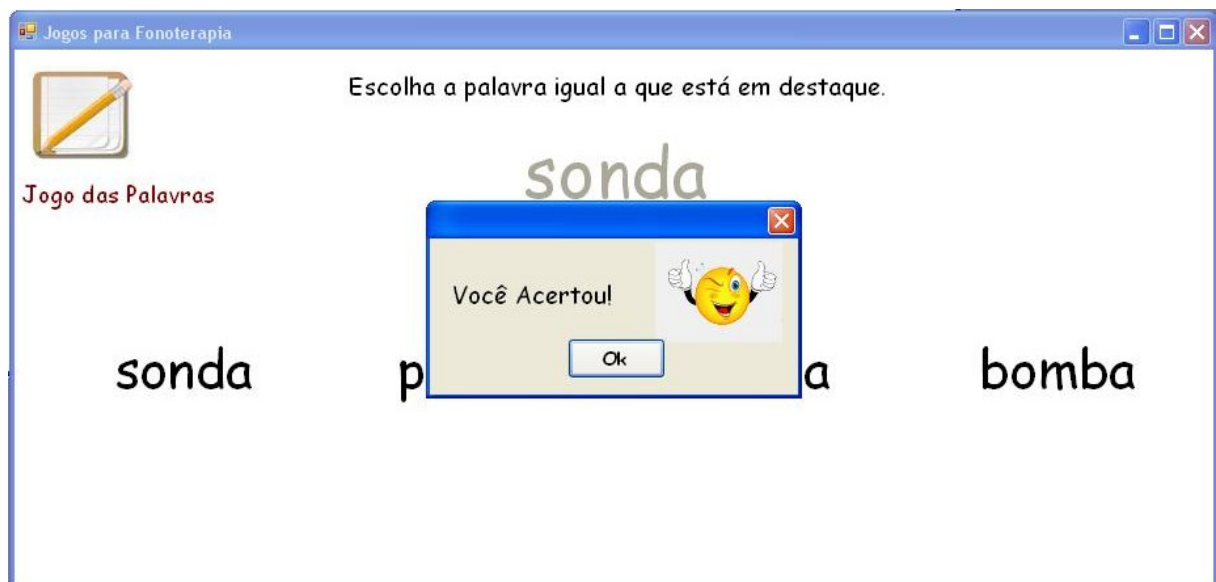 Jogos para Fonoterapia
Escolha a palavra igual a que está em destaque.
sonda
Jogo das Palavras
Você Acertou!
Ok
sonda bomba